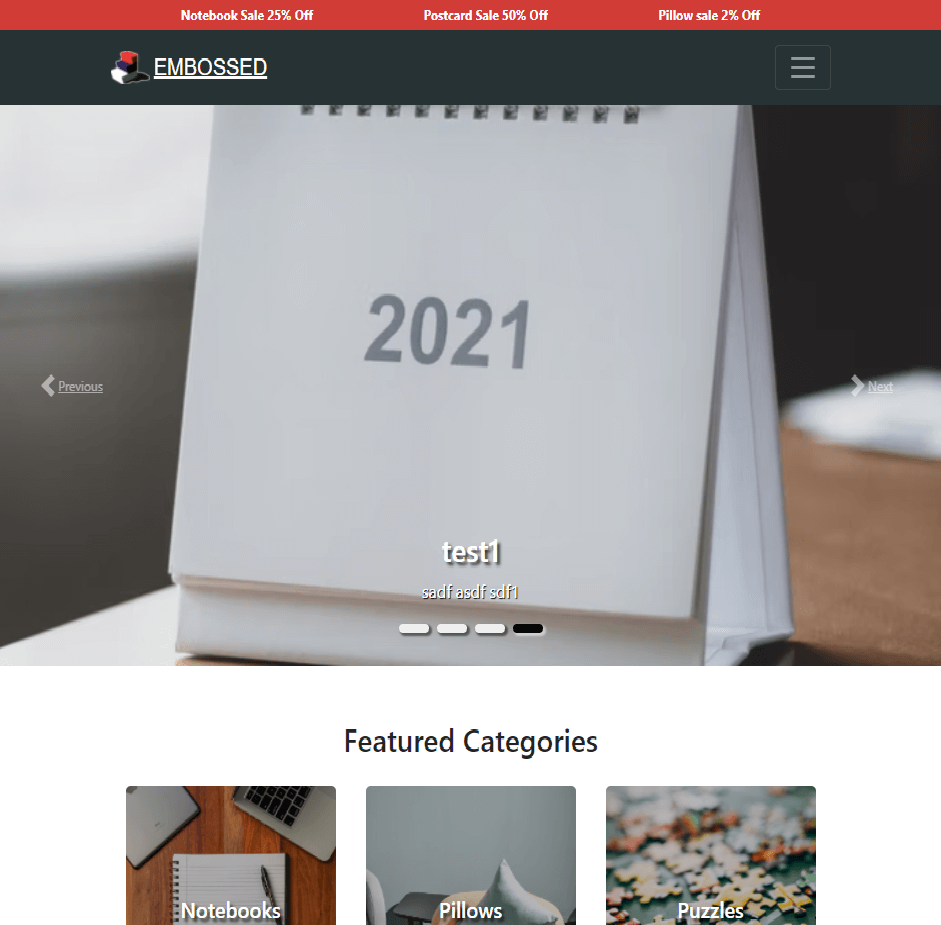 Notebook Sale 25% Off Postcard Sale 50% Off Pillow sale 2% Off
EMBOSSED
2021
Previous Next
test1
sadf asdf sdf1
Featured Categories
Notebooks Pillows Puzzles